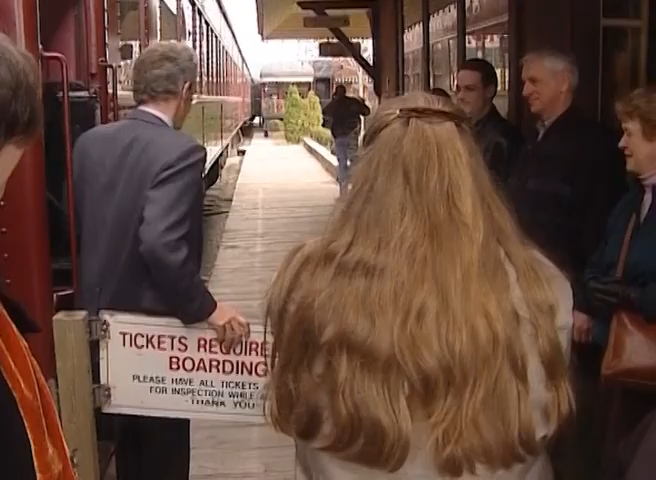 TICKETS REQUIRE
BOARDING
PLEASE HAVE ALL TICKETS
FOR INSPECTION WHILE
THANK YOU